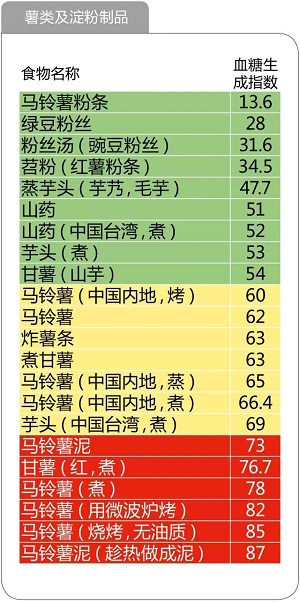 薯类及淀粉制品
食物名称 血糖生成指数
马铃薯粉条 13.6
绿豆粉丝 28
粉丝汤（豌豆粉丝） 31.6
苕粉（红薯粉条） 34.5
蒸芋头（芋艿，毛芋） 47.7
山药 51
山药（中国台湾，煮） 52
芋头（煮） 53
甘薯（山芋） 54
马铃薯（中国内地，烤） 60
马铃薯 62
炸薯条 63
煮甘薯 63
马铃薯（中国内地，蒸） 65
马铃薯（中国内地，煮） 66.4
芋头（中国台湾，煮） 69
马铃薯泥 73
甘薯（红，煮） 76.7
马铃薯（煮） 78
马铃薯（用微波炉烤） 82
马铃薯（烧烤，无油质） 85
马铃薯泥（趁热做成泥） 87